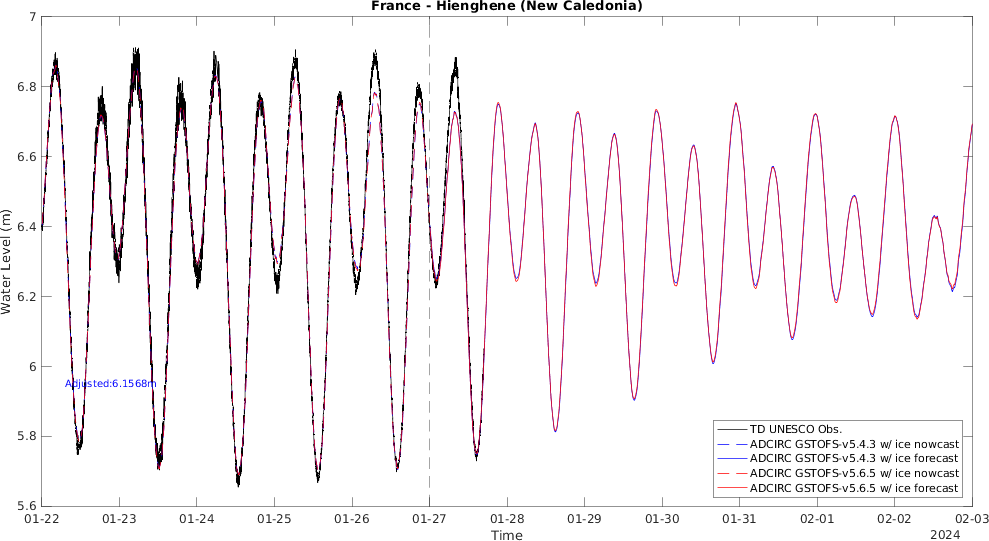 France - Hienghene (New Caledonia)
7
6.8
6.6
6.4
6.2
6
5.8
5.6
Water Level (m)
Adjusted:6.1568m
TD UNESCO Obs.
ADCIRC GSTOFS-v5.4.3 w/ ice nowcast
ADCIRC GSTOFS-v5.4.3 w/ ice forecast
ADCIRC GSTOFS-v5.6.5 w/ ice nowcast
ADCIRC GSTOFS-v5.6.5 w/ ice forecast
01-22 01-23 01-24 01-25 01-26 01-27 01-28 01-29 01-30 01-31 02-01 02-02 02-03
Time
2024